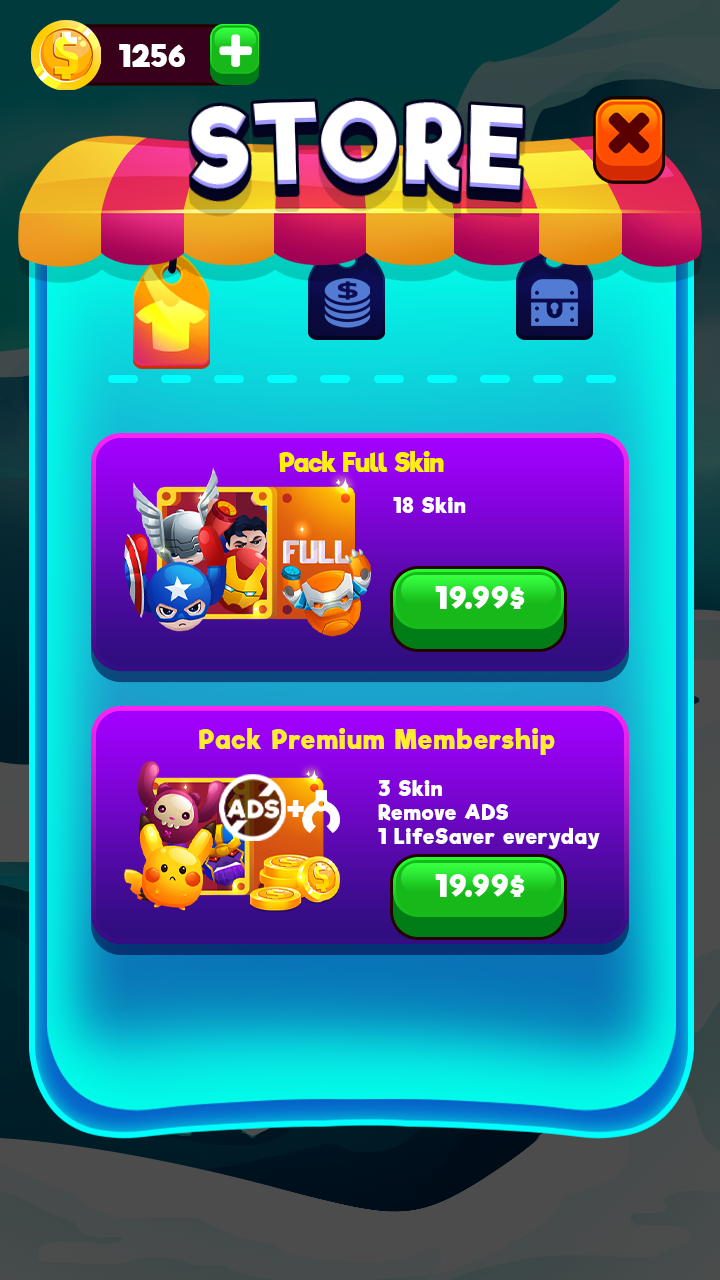 1256
STORE
Pack Full Skin
18 Skin
FULL
19.99$
Pack Premium Membership
ADS
3 Skin
Remove ADS
1 LifeSaver everyday
19.99$